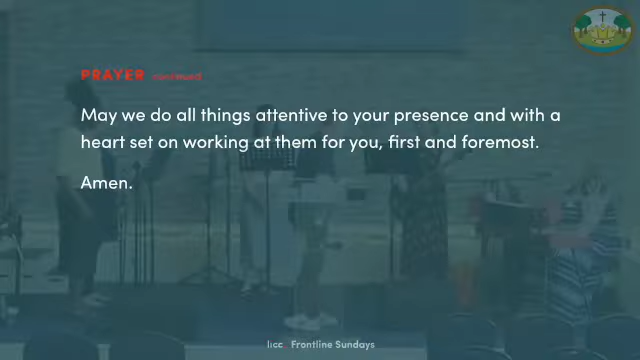 PRAYER continued
May we do all things attentive to your presence and with a
heart set on working at them for you, first and foremost.
Amen.
licc. Frontline Sundays